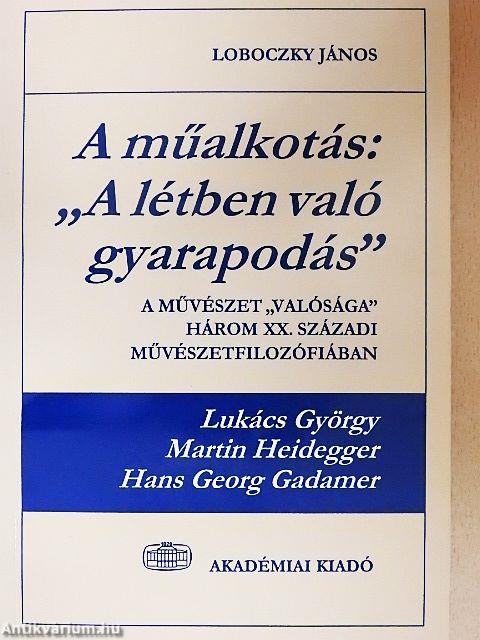 LOBOCZKY JÁNOS
A műalkotás:
„A létben való
gyarapodás”
A MŰVÉSZET „VALÓSÁGA”
HÁROM XX. SZÁZADI
MŰVÉSZETFILOZÓFIÁBAN
Lukács György
Martin Heidegger
Hans Georg Gadamer
1828
AKADÉMIAI KIADÓ
Antikvarium.hu